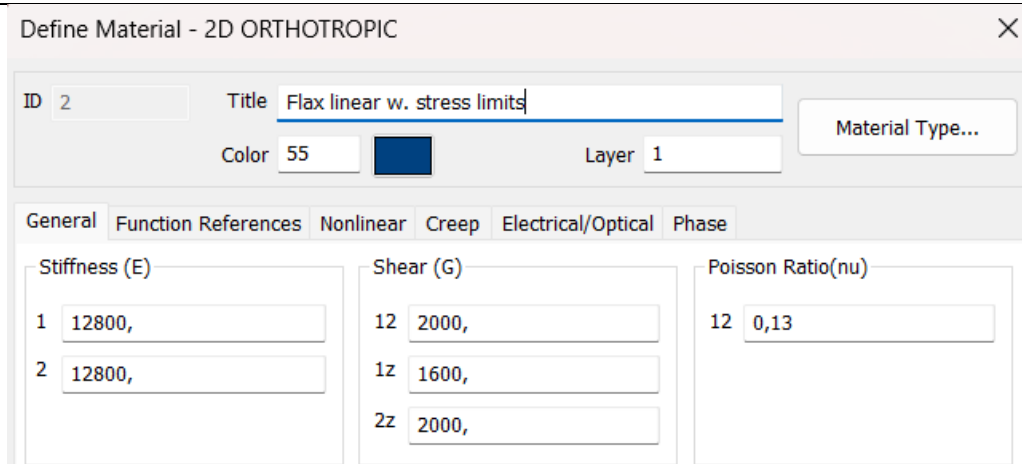 Define Material - 2D ORTHOTROPIC
ID 2 Title Flax linear w. stress limits Material Type...
Color 55 Layer 1
General Function References Nonlinear Creep Electrical/Optical Phase
Stiffness (E) Shear (G) Poisson Ratio(nu)
1 12800, 12 2000, 12 0,13
2 12800, 1z 1600,
2z 2000,